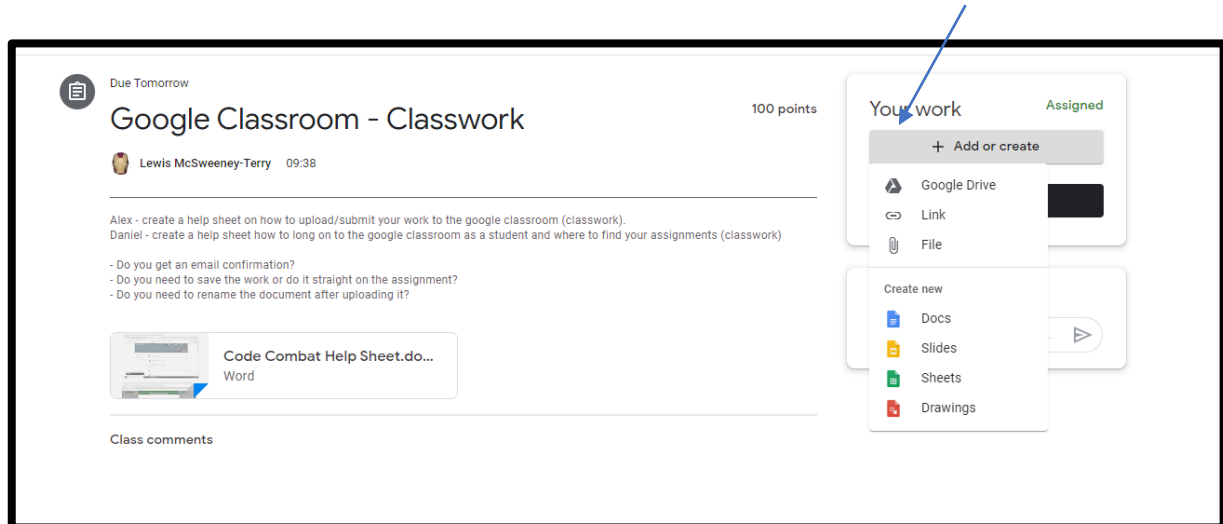 Due Tomorrow
Google Classroom - Classwork
100 points
Lewis McSweeney-Terry 09:38
Alex - create a help sheet on how to upload/submit your work to the google classroom (classwork).
Daniel - create a help sheet how to long on to the google classroom as a student and where to find your assignments (classwork)
- Do you get an email confirmation?
- Do you need to save the work or do it straight on the assignment?
- Do you need to rename the document after uploading it?
Code Combat Help Sheet.do...
Word
Class comments
Your work
Assigned
+ Add or create
Google Drive
Link
File
Create new
Docs
Slides
Sheets
Drawings